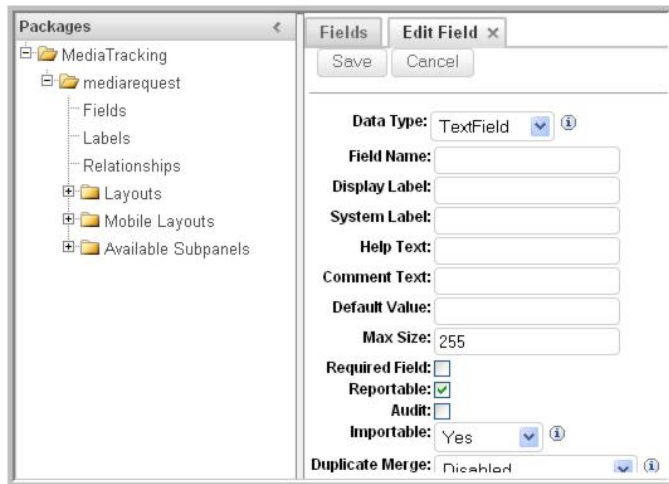 Packages
MediaTracking
mediarequest
Fields
Labels
Relationships
Layouts
Mobile Layouts
Available Subpanels
Fields
Edit Field
Save
Cancel
Data Type: TextField
Field Name:
Display Label:
System Label:
Help Text:
Comment Text:
Default Value:
Max Size: 255
Required Field:
Reportable:
Audit:
Importable: Yes
Duplicate Merge: Disabled